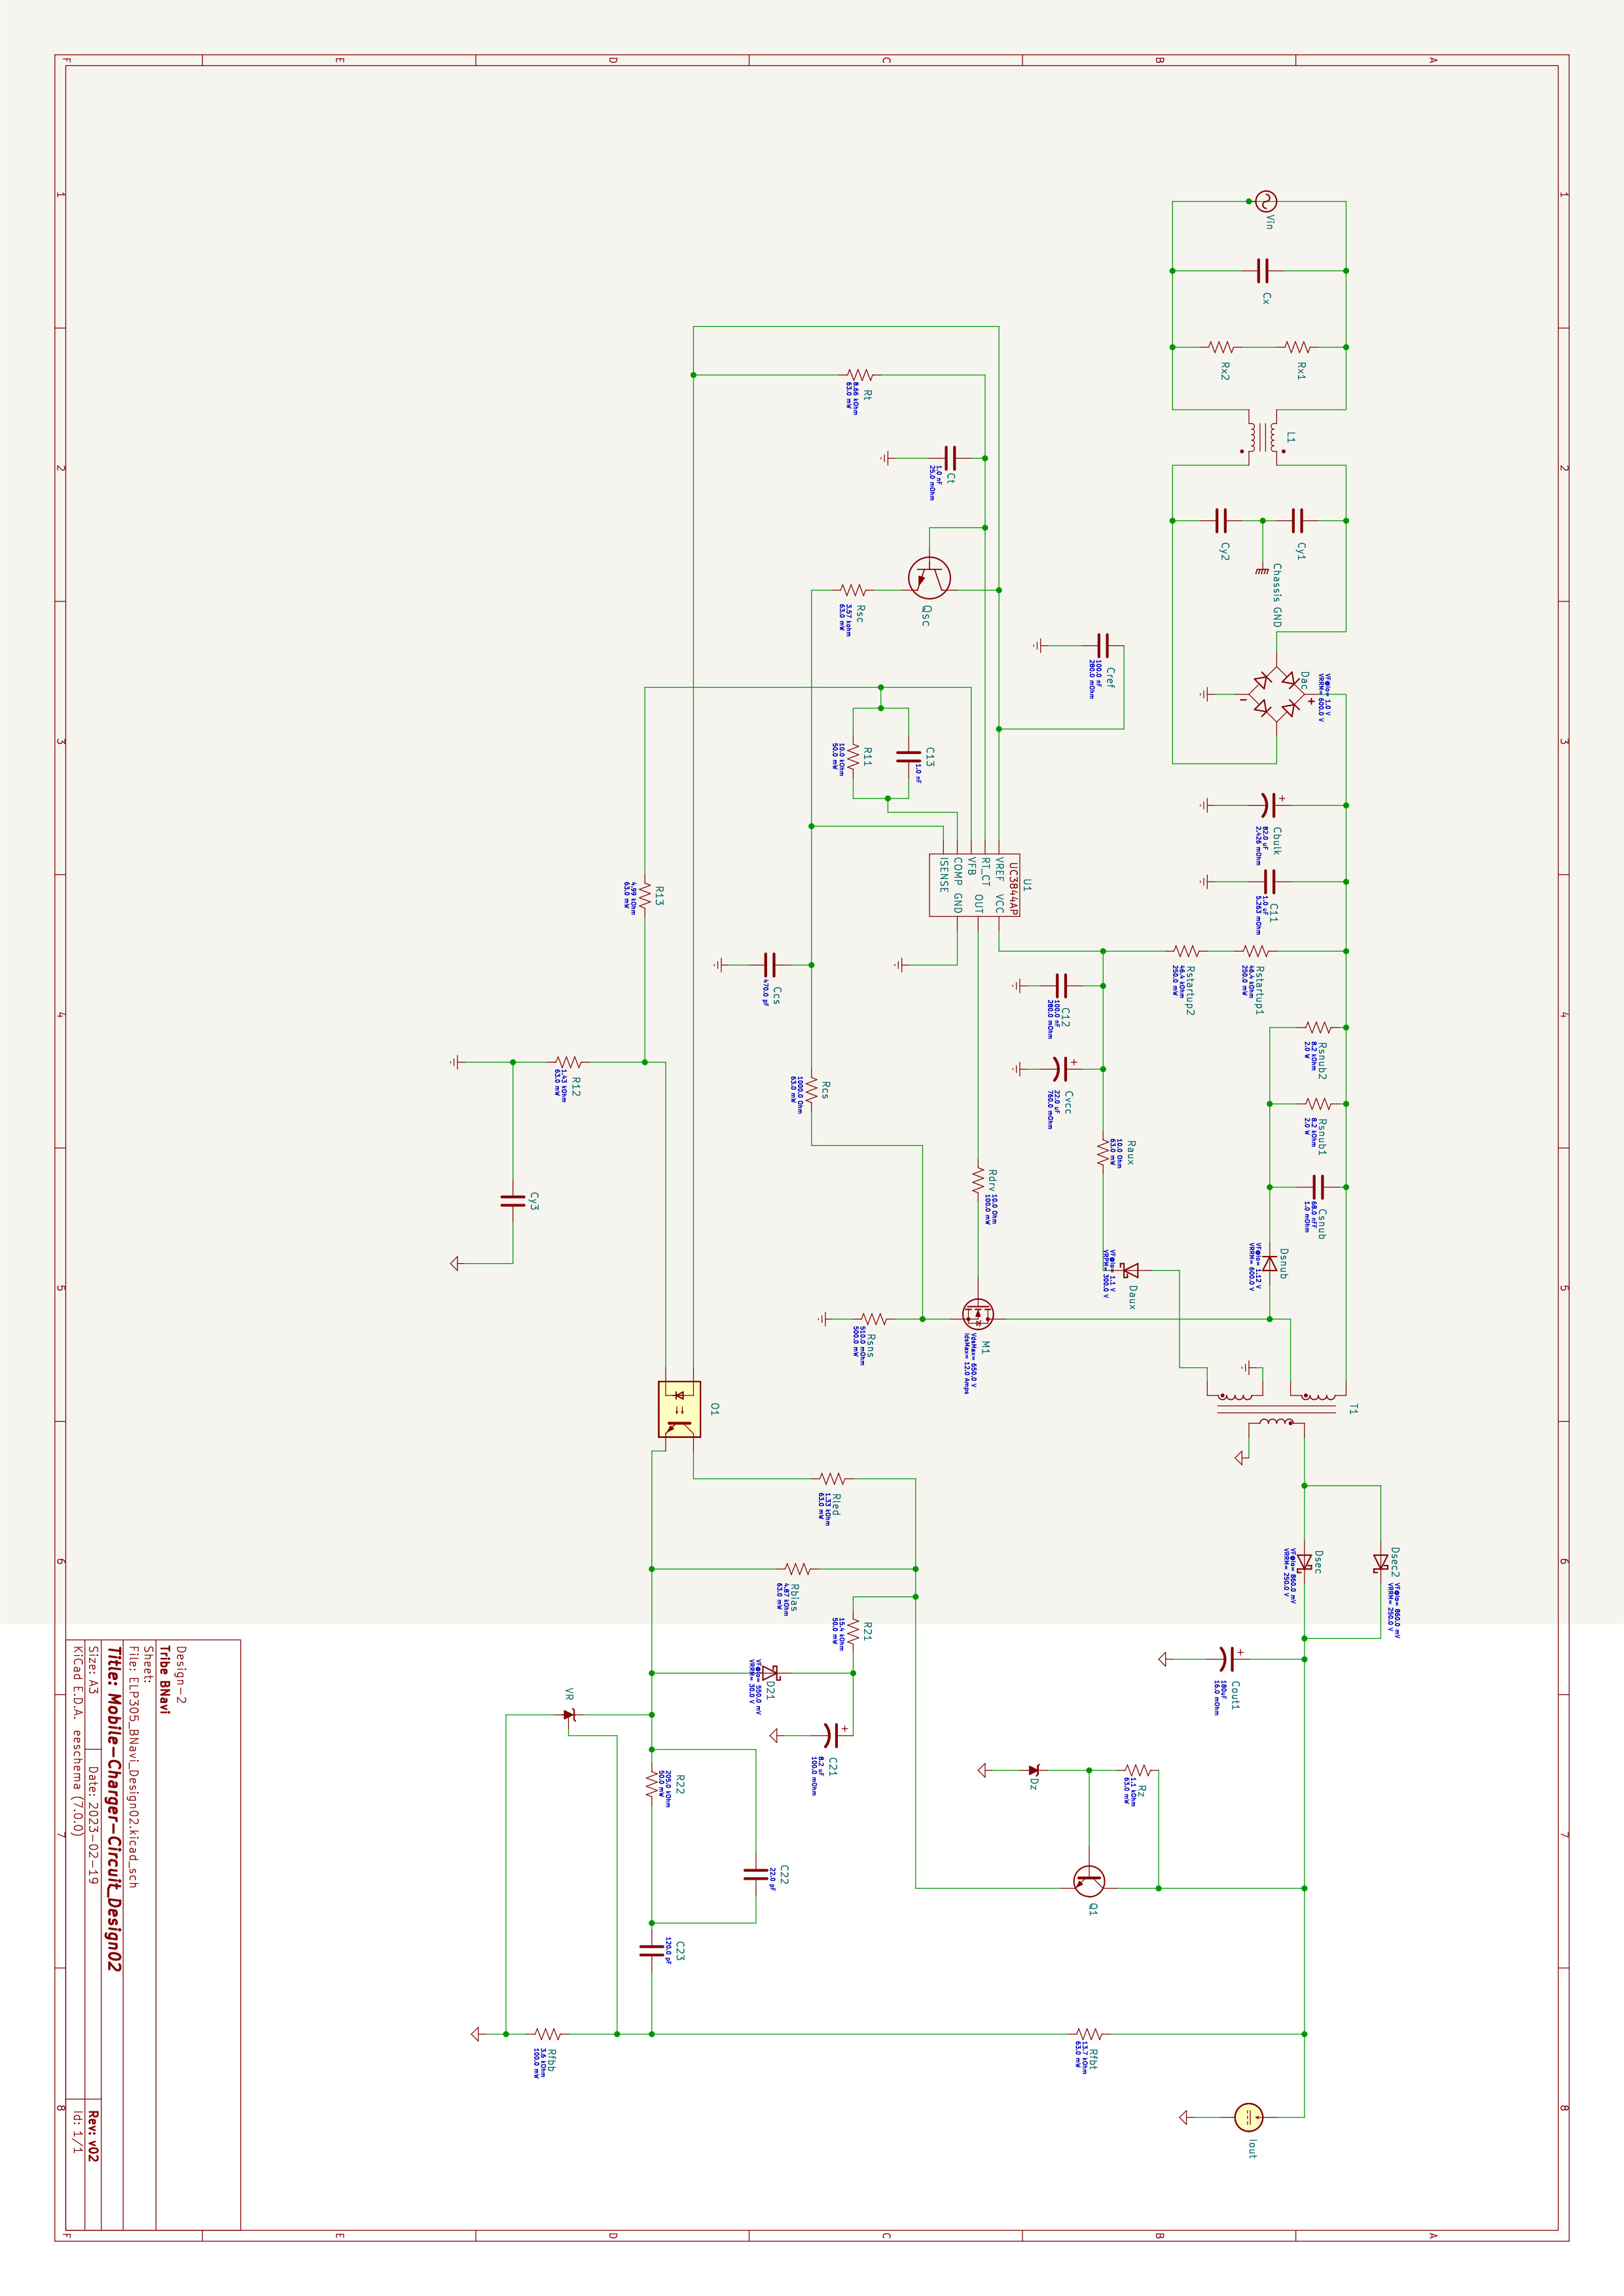 1 2 3 4 5 6 7 8
A A
Dsec2
VF@Io= 860.0 mV
VRRM= 250.0 V
T1
VF@Io= 1.0 V
VRRM= 600.0 V
Dac
+
Rsnub2
8.2 kOhm
2.0 W
Rsnub1
8.2 kOhm
2.0 W
Csnub
68.0 nFF
1.0 mOhm
Dsec
VF@Io= 860.0 mV
VRRM= 250.0 V
Rx1
L1
Cy1
Chassis GND
Vin
Cx
Cbulk
82.0 uF
2.426 mOhm
C11
1.0 uF
5.263 mOhm
Rstartup1
46.4 kOhm
250.0 mW
Dsnub
VF@Io= 1.12 V
VRRM= 600.0 V
Iout
Cout1
180uF
16.0 mOhm
Rx2
Cy2
Rstartup2
46.4 kOhm
250.0 mW
B B
Rz
1.1 kOhm
63.0 mW
Raux
10.0 Ohm
63.0 mW
Daux
VF@Io= 1.1 V
VRPM= 300.0 V
Cref
100.0 nF
280.0 mOhm
Q1
Rfbt
13.7 kOhm
63.0 mW
C12
100.0 nF
280.0 mOhm
Cvcc
22.0 uF
760.0 mOhm
Dz
U1
UC3844AP
VREF VCC
RT_CT
OUT
VFB
COMP GND
ISENSE
Rdrv
10.0 Ohm
100.0 mW
M1
VdsMax= 650.0 V
IdsMax= 12.0 Amps
Ct
1.0 nF
25.0 mOhm
Qsc
C13
1.0 nF
C C
Rt
8.66 kOhm
63.0 mW
Rsc
3.57 kohm
63.0 mW
R11
10.0 kOhm
50.0 mW
Rsns
510.0 mOhm
500.0 mW
R21
15.4 kOhm
50.0 mW
Rled
1.33 kOhm
63.0 mW
C21
8.2 uF
100.0 mOhm
Rcs
1000.0 Ohm
63.0 mW
Rbias
4.87 kOhm
63.0 mW
Ccs
470.0 pF
D21
VF@Io= 550.0 mV
VRRM= 30.0 V
C22
22.0 pF
O1
R22
205.0 kOhm
50.0 mW
C23
120.0 pF
R13
4.99 kOhm
63.0 mW
D D
R12
1.43 kOhm
63.0 mW
VR
Rfbb
3.6 kOhm
100.0 mW
Cy3
E E
Design-2
Tribe BNavi
Sheet:
File: ELP305_BNavi_Design02.kicad_sch
Title: Mobile-Charger-Circuit_Design02
Size: A3 Date: 2023-02-19 Rev: v02
KiCad E.D.A. eeschema (7.0.0) Id: 1/1
F F
1 2 3 4 5 6 7 8